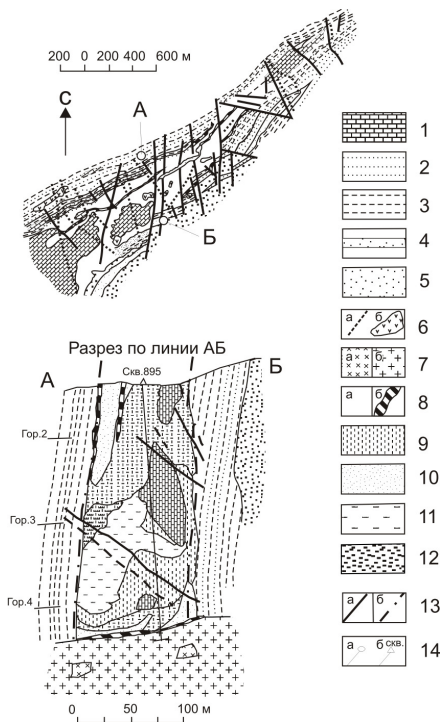 200 0 200 400 600 м
С
А
Б
Разрез по линии АБ
А
Скв.895
Б
Гор.2
Гор.3
Гор.4
0 50 100 м
1
2
3
4
5
а б 6
а б 7
а б 8
9
10
11
12
а б 13
а б скв. 14